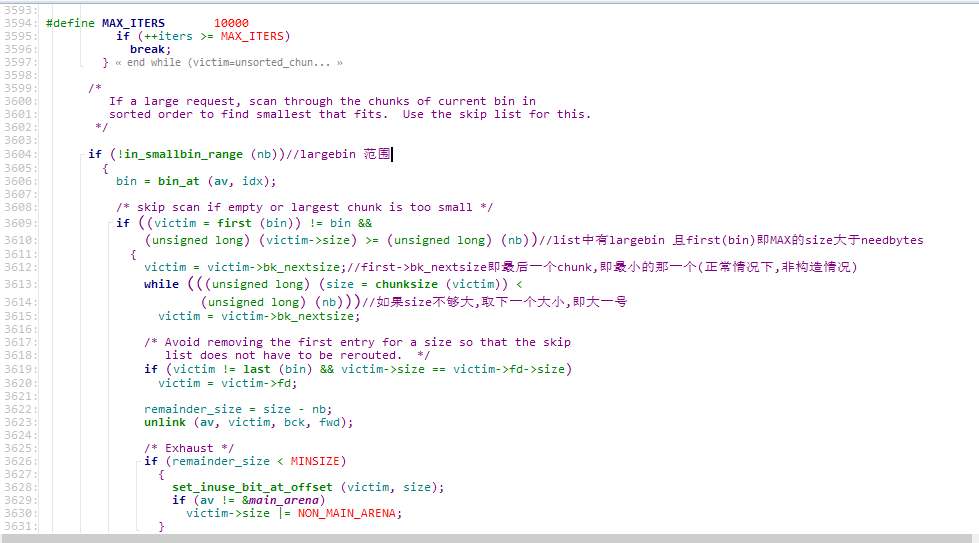 3593:
3594: #define MAX_ITERS       10000
3595:           if (++iters >= MAX_ITERS)
3596:             break;
3597:         } « end while (victim=unsorted_chun... »
3598:
3599:       /*
3600:          If a large request, scan through the chunks of current bin in
3601:          sorted order to find smallest that fits.  Use the skip list for this.
3602:        */
3603:
3604:       if (!in_smallbin_range (nb))//largebin 范围
3605:         {
3606:           bin = bin_at (av, idx);
3607:
3608:           /* skip scan if empty or largest chunk is too small */
3609:           if ((victim = first (bin)) != bin &&
3610:               (unsigned long) (victim->size) >= (unsigned long) (nb))//list中有largebin 且first(bin)即MAX的size大于needbytes
3611:             {
3612:               victim = victim->bk_nextsize;//first->bk_nextsize即最后一个chunk,即最小的那一个(正常情况下,非构造情况)
3613:               while (((unsigned long) (size = chunksize (victim)) <
3614:                       (unsigned long) (nb)))//如果size不够大,取下一个大小,即大一号
3615:                 victim = victim->bk_nextsize;
3616:
3617:               /* Avoid removing the first entry for a size so that the skip
3618:                  list does not have to be rerouted.  */
3619:               if (victim != last (bin) && victim->size == victim->fd->size)
3620:                 victim = victim->fd;
3621:
3622:               remainder_size = size - nb;
3623:               unlink (av, victim, bck, fwd);
3624:
3625:               /* Exhaust */
3626:               if (remainder_size < MINSIZE)
3627:                 {
3628:                   set_inuse_bit_at_offset (victim, size);
3629:                   if (av != &main_arena)
3630:                     victim->size |= NON_MAIN_ARENA;
3631:                 }